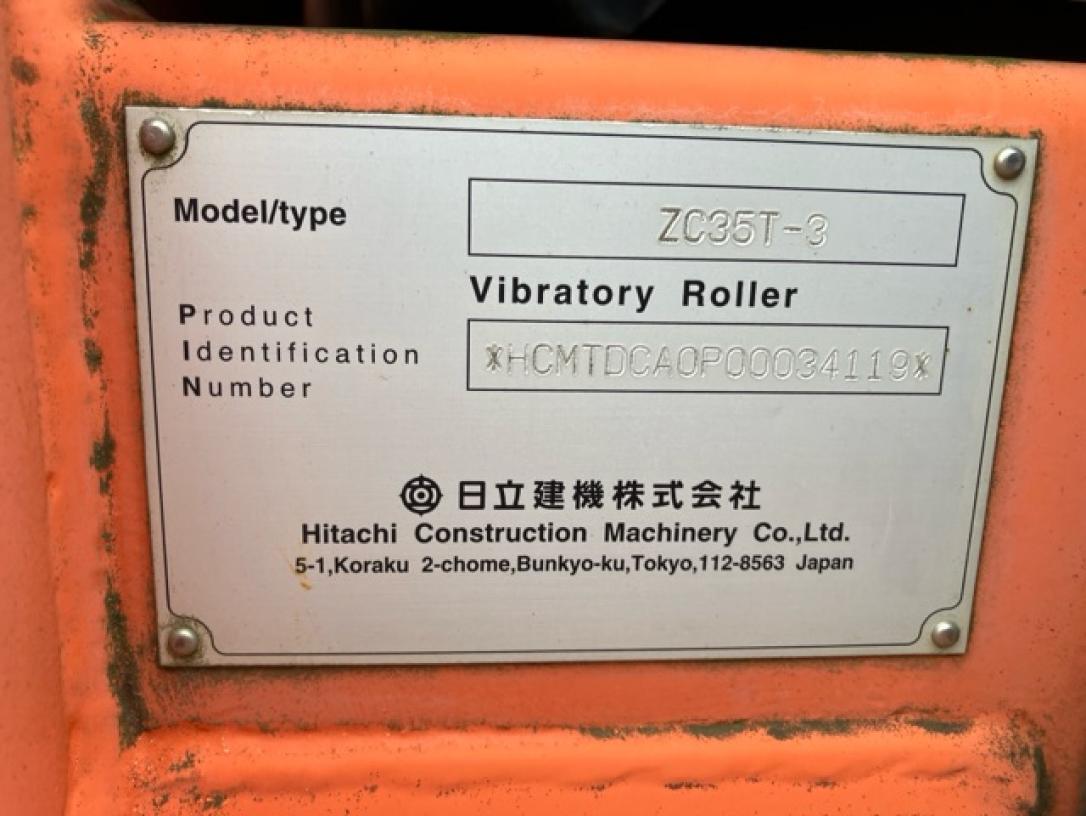 Model/type
ZC35T-3
Vibratory Roller
Product
Identification
Number
*HCMTDCA0P00034119*
日立建機株式会社
Hitachi Construction Machinery Co.,Ltd.
5-1,Koraku 2-chome,Bunkyo-ku,Tokyo,112-8563 Japan